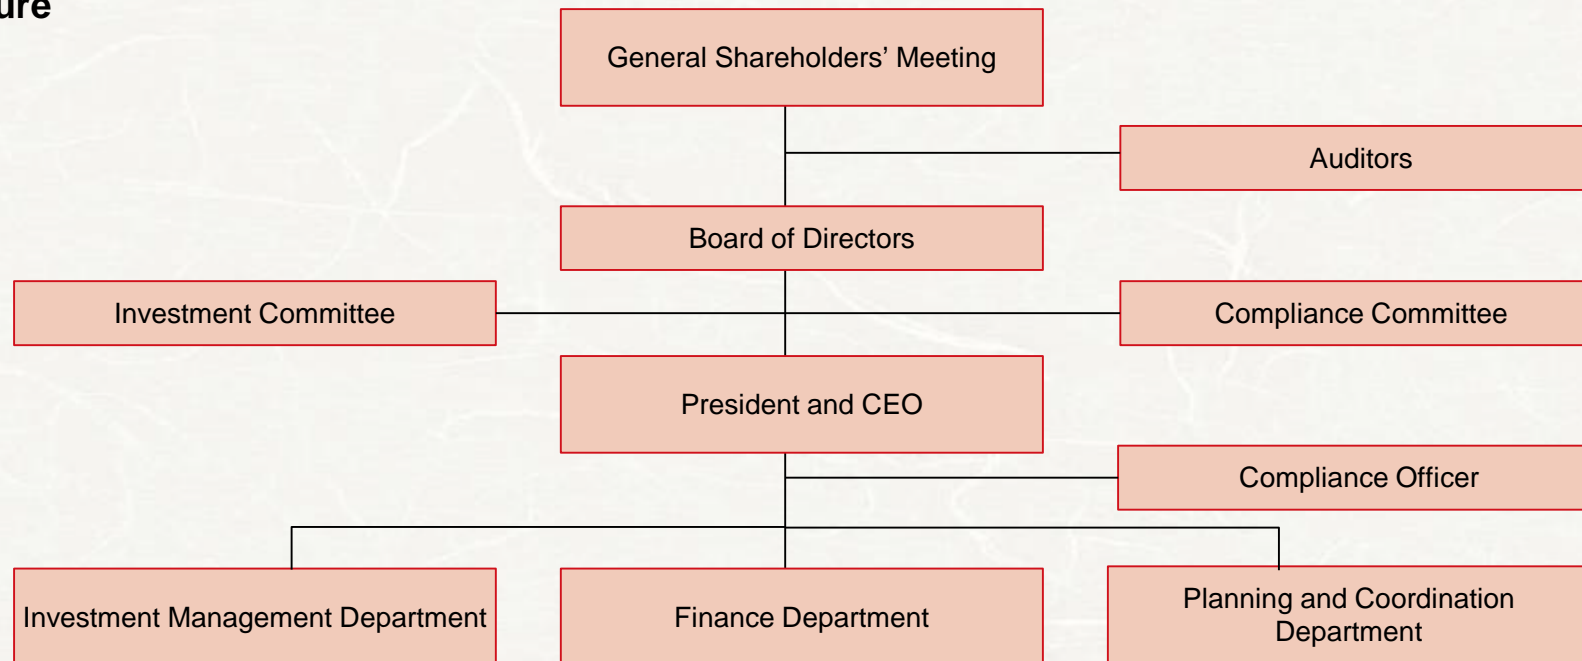 ure
General Shareholders’ Meeting
Auditors
Board of Directors
Investment Committee
Compliance Committee
President and CEO
Compliance Officer
Investment Management Department
Finance Department
Planning and Coordination
Department